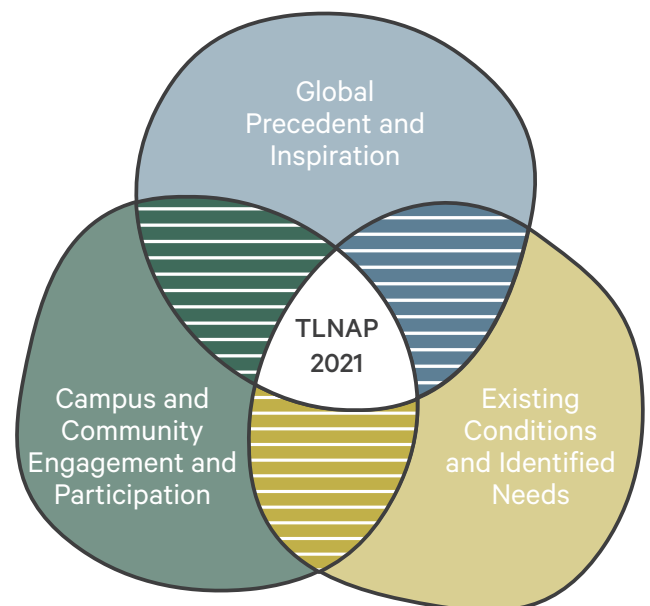 Global
Precedent and
Inspiration
TLNAP
2021
Campus and
Community
Engagement and
Participation
Existing
Conditions
and Identified
Needs